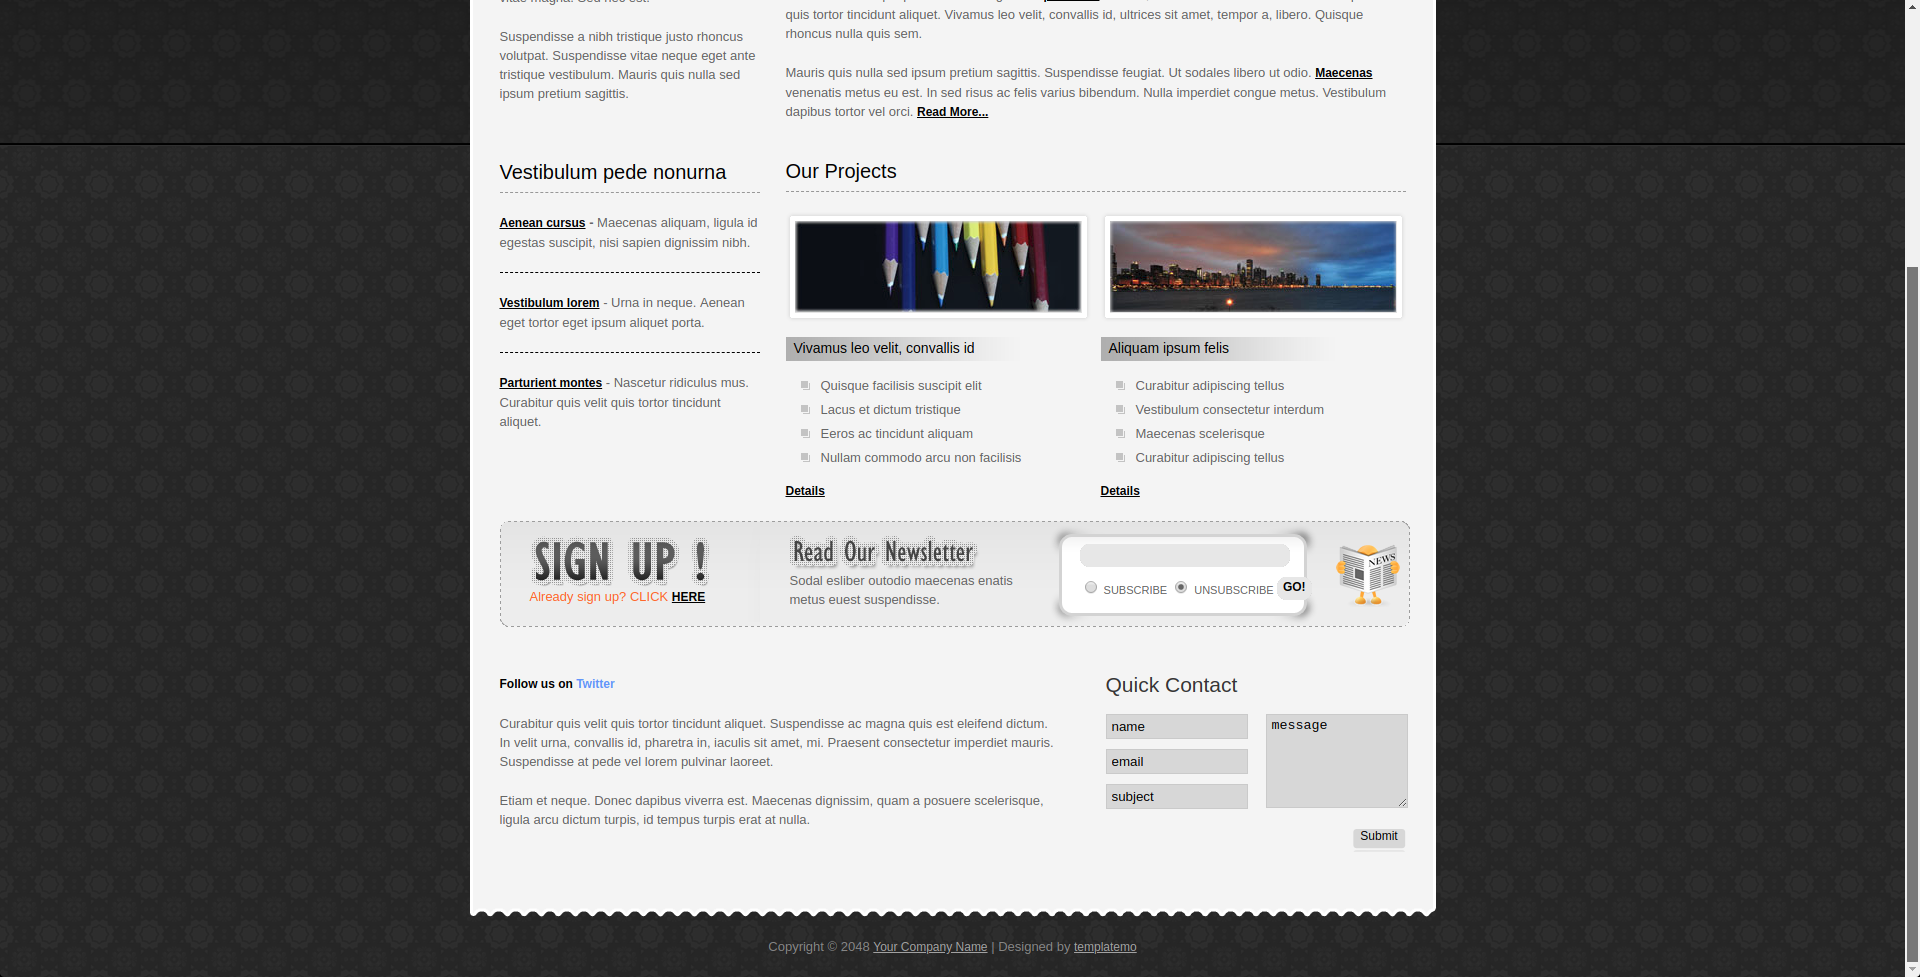 Suspendisse a nibh tristique justo rhoncus
volutpat. Suspendisse vitae neque eget ante
tristique vestibulum. Mauris quis nulla sed
ipsum pretium sagittis.
quis tortor tincidunt aliquet. Vivamus leo velit, convallis id, ultrices sit amet, tempor a, libero. Quisque
rhoncus nulla quis sem.
Mauris quis nulla sed ipsum pretium sagittis. Suspendisse feugiat. Ut sodales libero ut odio. Maecenas
venenatis metus eu est. In sed risus ac felis varius bibendum. Nulla imperdiet congue metus. Vestibulum
dapibus tortor vel orci. Read More...
Vestibulum pede nonurna
Aenean cursus - Maecenas aliquam, ligula id
egestas suscipit, nisi sapien dignissim nibh.
Vestibulum lorem - Urna in neque. Aenean
eget tortor eget ipsum aliquet porta.
Parturient montes - Nascetur ridiculus mus.
Curabitur quis velit quis tortor tincidunt
aliquet.
Our Projects
Vivamus leo velit, convallis id
Quisque facilisis suscipit elit
Lacus et dictum tristique
Eeros ac tincidunt aliquam
Nullam commodo arcu non facilisis
Details
Aliquam ipsum felis
Curabitur adipiscing tellus
Vestibulum consectetur interdum
Maecenas scelerisque
Curabitur adipiscing tellus
Details
SIGN UP !
Already sign up? CLICK HERE
Read Our Newsletter
Sodal esliber outodio maecenas enatis
metus euest suspendisse.
SUBSCRIBE UNSUBSCRIBE GO!
NEWS
Follow us on Twitter
Curabitur quis velit quis tortor tincidunt aliquet. Suspendisse ac magna quis est eleifend dictum.
In velit urna, convallis id, pharetra in, iaculis sit amet, mi. Praesent consectetur imperdiet mauris.
Suspendisse at pede vel lorem pulvinar laoreet.
Etiam et neque. Donec dapibus viverra est. Maecenas dignissim, quam a posuere scelerisque,
ligula arcu dictum turpis, id tempus turpis erat at nulla.
Quick Contact
name
email
subject
message
Submit
Copyright © 2048 Your Company Name | Designed by templatemo